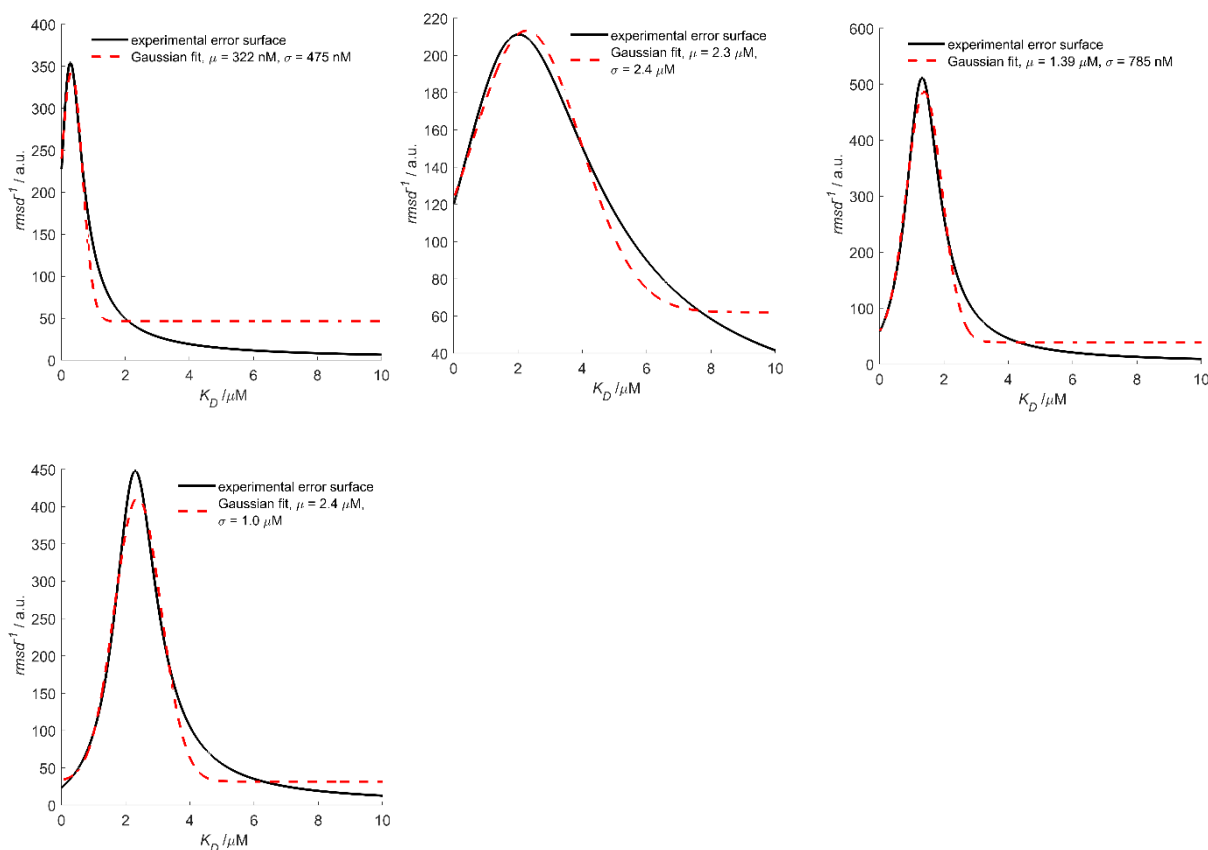 400
350
300
250
200
150
100
50
0
rmsd⁻¹ / a.u.
experimental error surface
Gaussian fit, μ = 322 nM, σ = 475 nM
0 2 4 6 8 10
K_D /μM
220
200
180
160
140
120
100
80
60
40
rmsd⁻¹ / a.u.
experimental error surface
Gaussian fit, μ = 2.3 μM,
σ = 2.4 μM
0 2 4 6 8 10
K_D /μM
600
500
400
300
200
100
0
rmsd⁻¹ / a.u.
experimental error surface
Gaussian fit, μ = 1.39 μM, σ = 785 nM
0 2 4 6 8 10
K_D /μM
450
400
350
300
250
200
150
100
50
0
rmsd⁻¹ / a.u.
experimental error surface
Gaussian fit, μ = 2.4 μM,
σ = 1.0 μM
0 2 4 6 8 10
K_D /μM